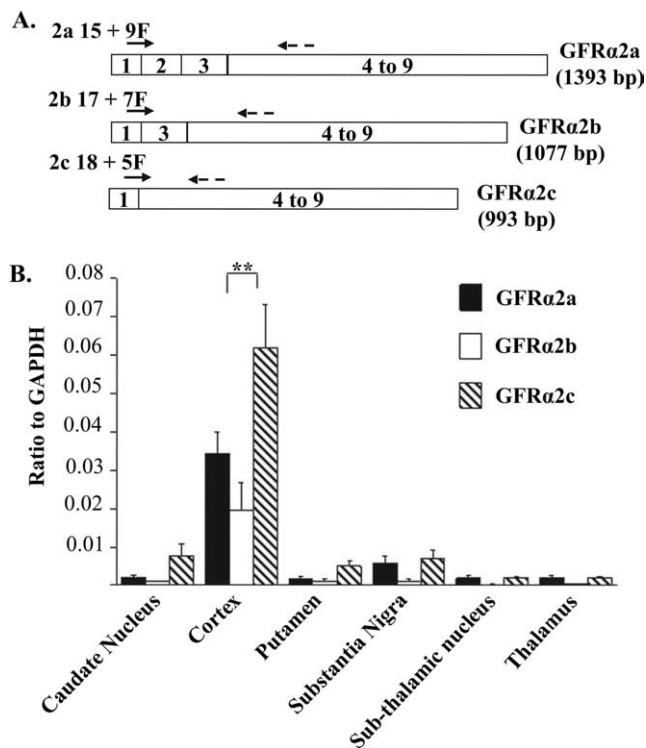 A.
2a 15 + 9F
1 2 3 4 to 9 GFRα2a
(1393 bp)
2b 17 + 7F
1 3 4 to 9 GFRα2b
(1077 bp)
2c 18 + 5F
1 4 to 9 GFRα2c
(993 bp)
B.
**
0.08
0.07
0.06
0.05
0.04
0.03
0.02
0.01
Ratio to GAPDH
GFRα2a
GFRα2b
GFRα2c
Caudate Nucleus
Cortex
Putamen
Substantia Nigra
Sub-thalamic nucleus
Thalamus